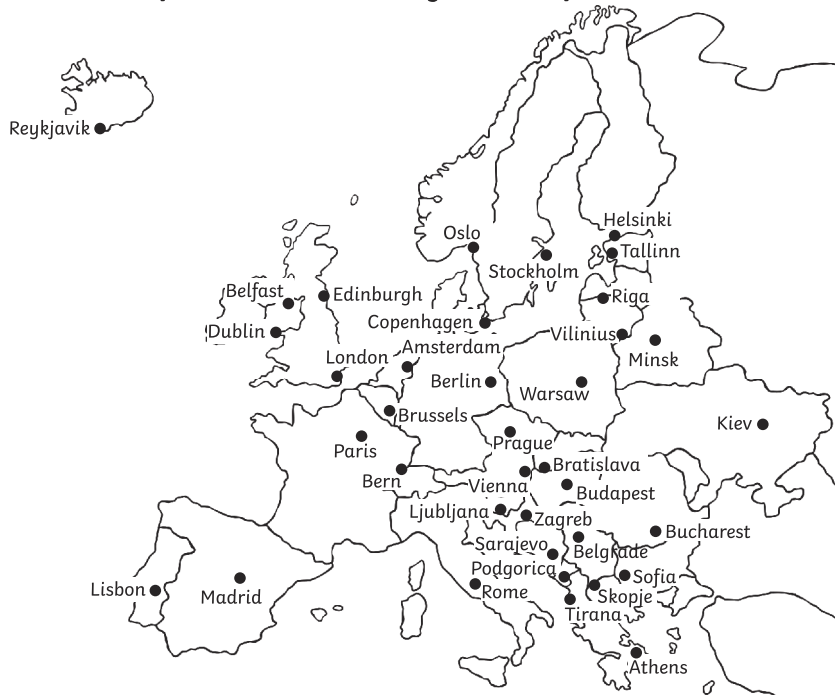 Reykjavik
Helsinki
Oslo
Tallinn
Stockholm
Belfast
Edinburgh
Riga
Copenhagen
Dublin
Vilinius
Amsterdam
Minsk
London
Berlin
Warsaw
Brussels
Kiev
Prague
Paris
Bratislava
Bern
Vienna
Budapest
Ljubljana
Zagreb
Bucharest
Sarajevo
Belgrade
Podgorica
Sofia
Lisbon
Madrid
Rome
Skopje
Tirana
Athens